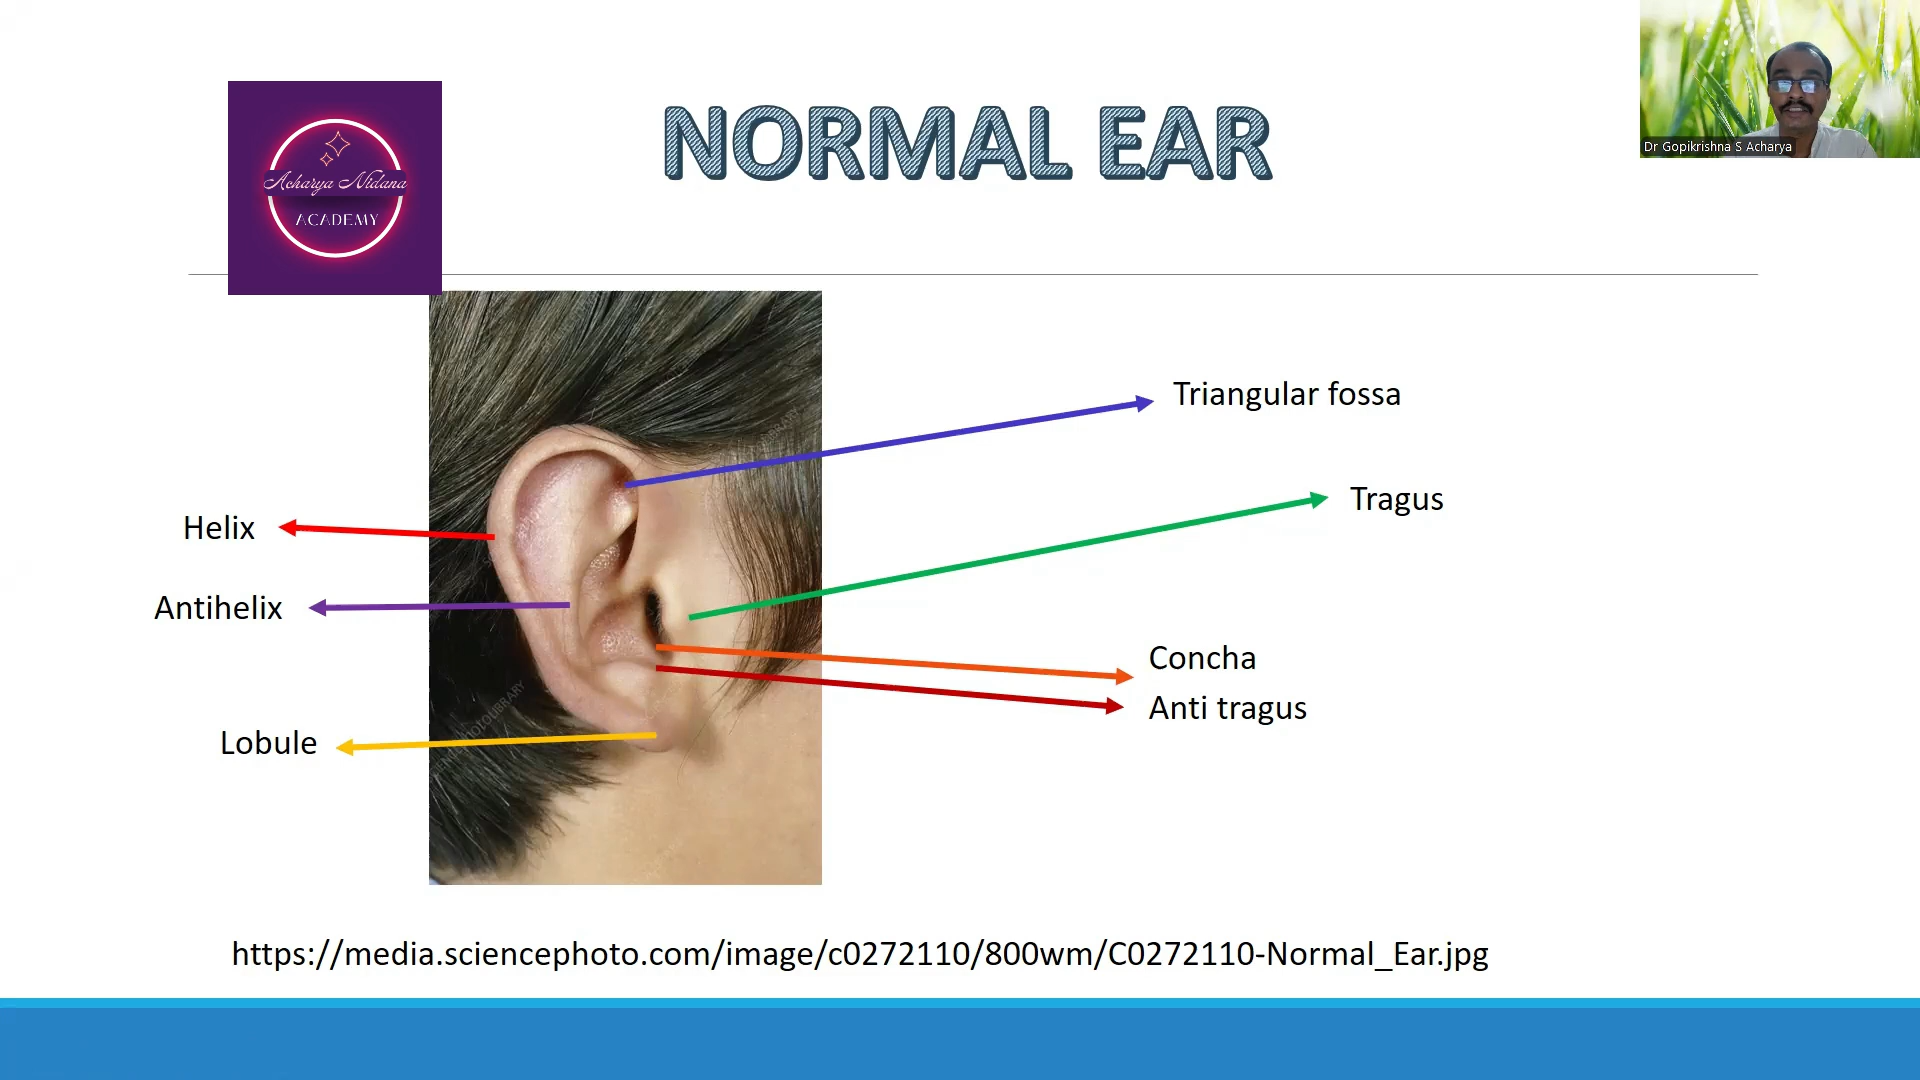 NORMAL EAR
Acharya Nidana
ACADEMY
Dr Gopikrishna S Acharya
Triangular fossa
Tragus
Helix
Antihelix
Concha
Anti tragus
Lobule
https://media.sciencephoto.com/image/c0272110/800wm/C0272110-Normal_Ear.jpg